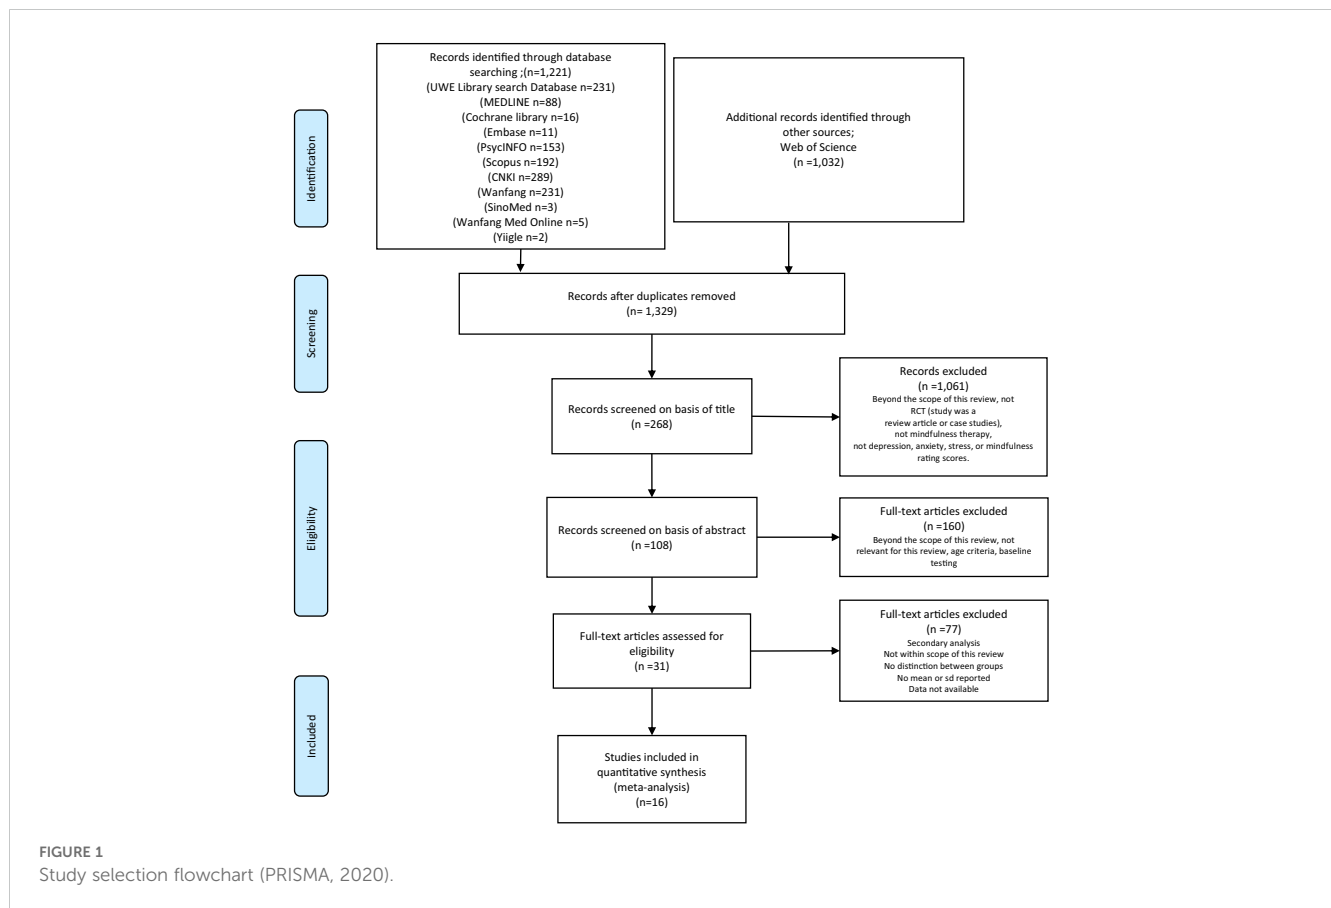 Records identified through database
searching ;(n=1,221)
(UWE Library search Database n=231)
(MEDLINE n=88)
(Cochrane library n=16)
(Embase n=11)
(PsycINFO n=153)
(Scopus n=192)
(CNKI n=289)
(Wanfang n=231)
(SinoMed n=3)
(Wanfang Med Online n=5)
(Yiigle n=2)
Additional records identified through
other sources;
Web of Science
(n =1,032)
Identification
Records after duplicates removed
(n= 1,329)
Screening
Records screened on basis of title
(n =268)
Records excluded
(n =1,061)
Beyond the scope of this review, not
RCT (study was a
review article or case studies),
not mindfulness therapy,
not depression, anxiety, stress, or mindfulness
rating scores.
Eligibility
Records screened on basis of abstract
(n =108)
Full-text articles excluded
(n =160)
Beyond the scope of this review, not
relevant for this review, age criteria, baseline
testing
Full-text articles assessed for
eligibility
(n =31)
Full-text articles excluded
(n =77)
Secondary analysis
Not within scope of this review
No distinction between groups
No mean or sd reported
Data not available
Included
Studies included in
quantitative synthesis
(meta-analysis)
(n=16)
FIGURE 1
Study selection flowchart (PRISMA, 2020).